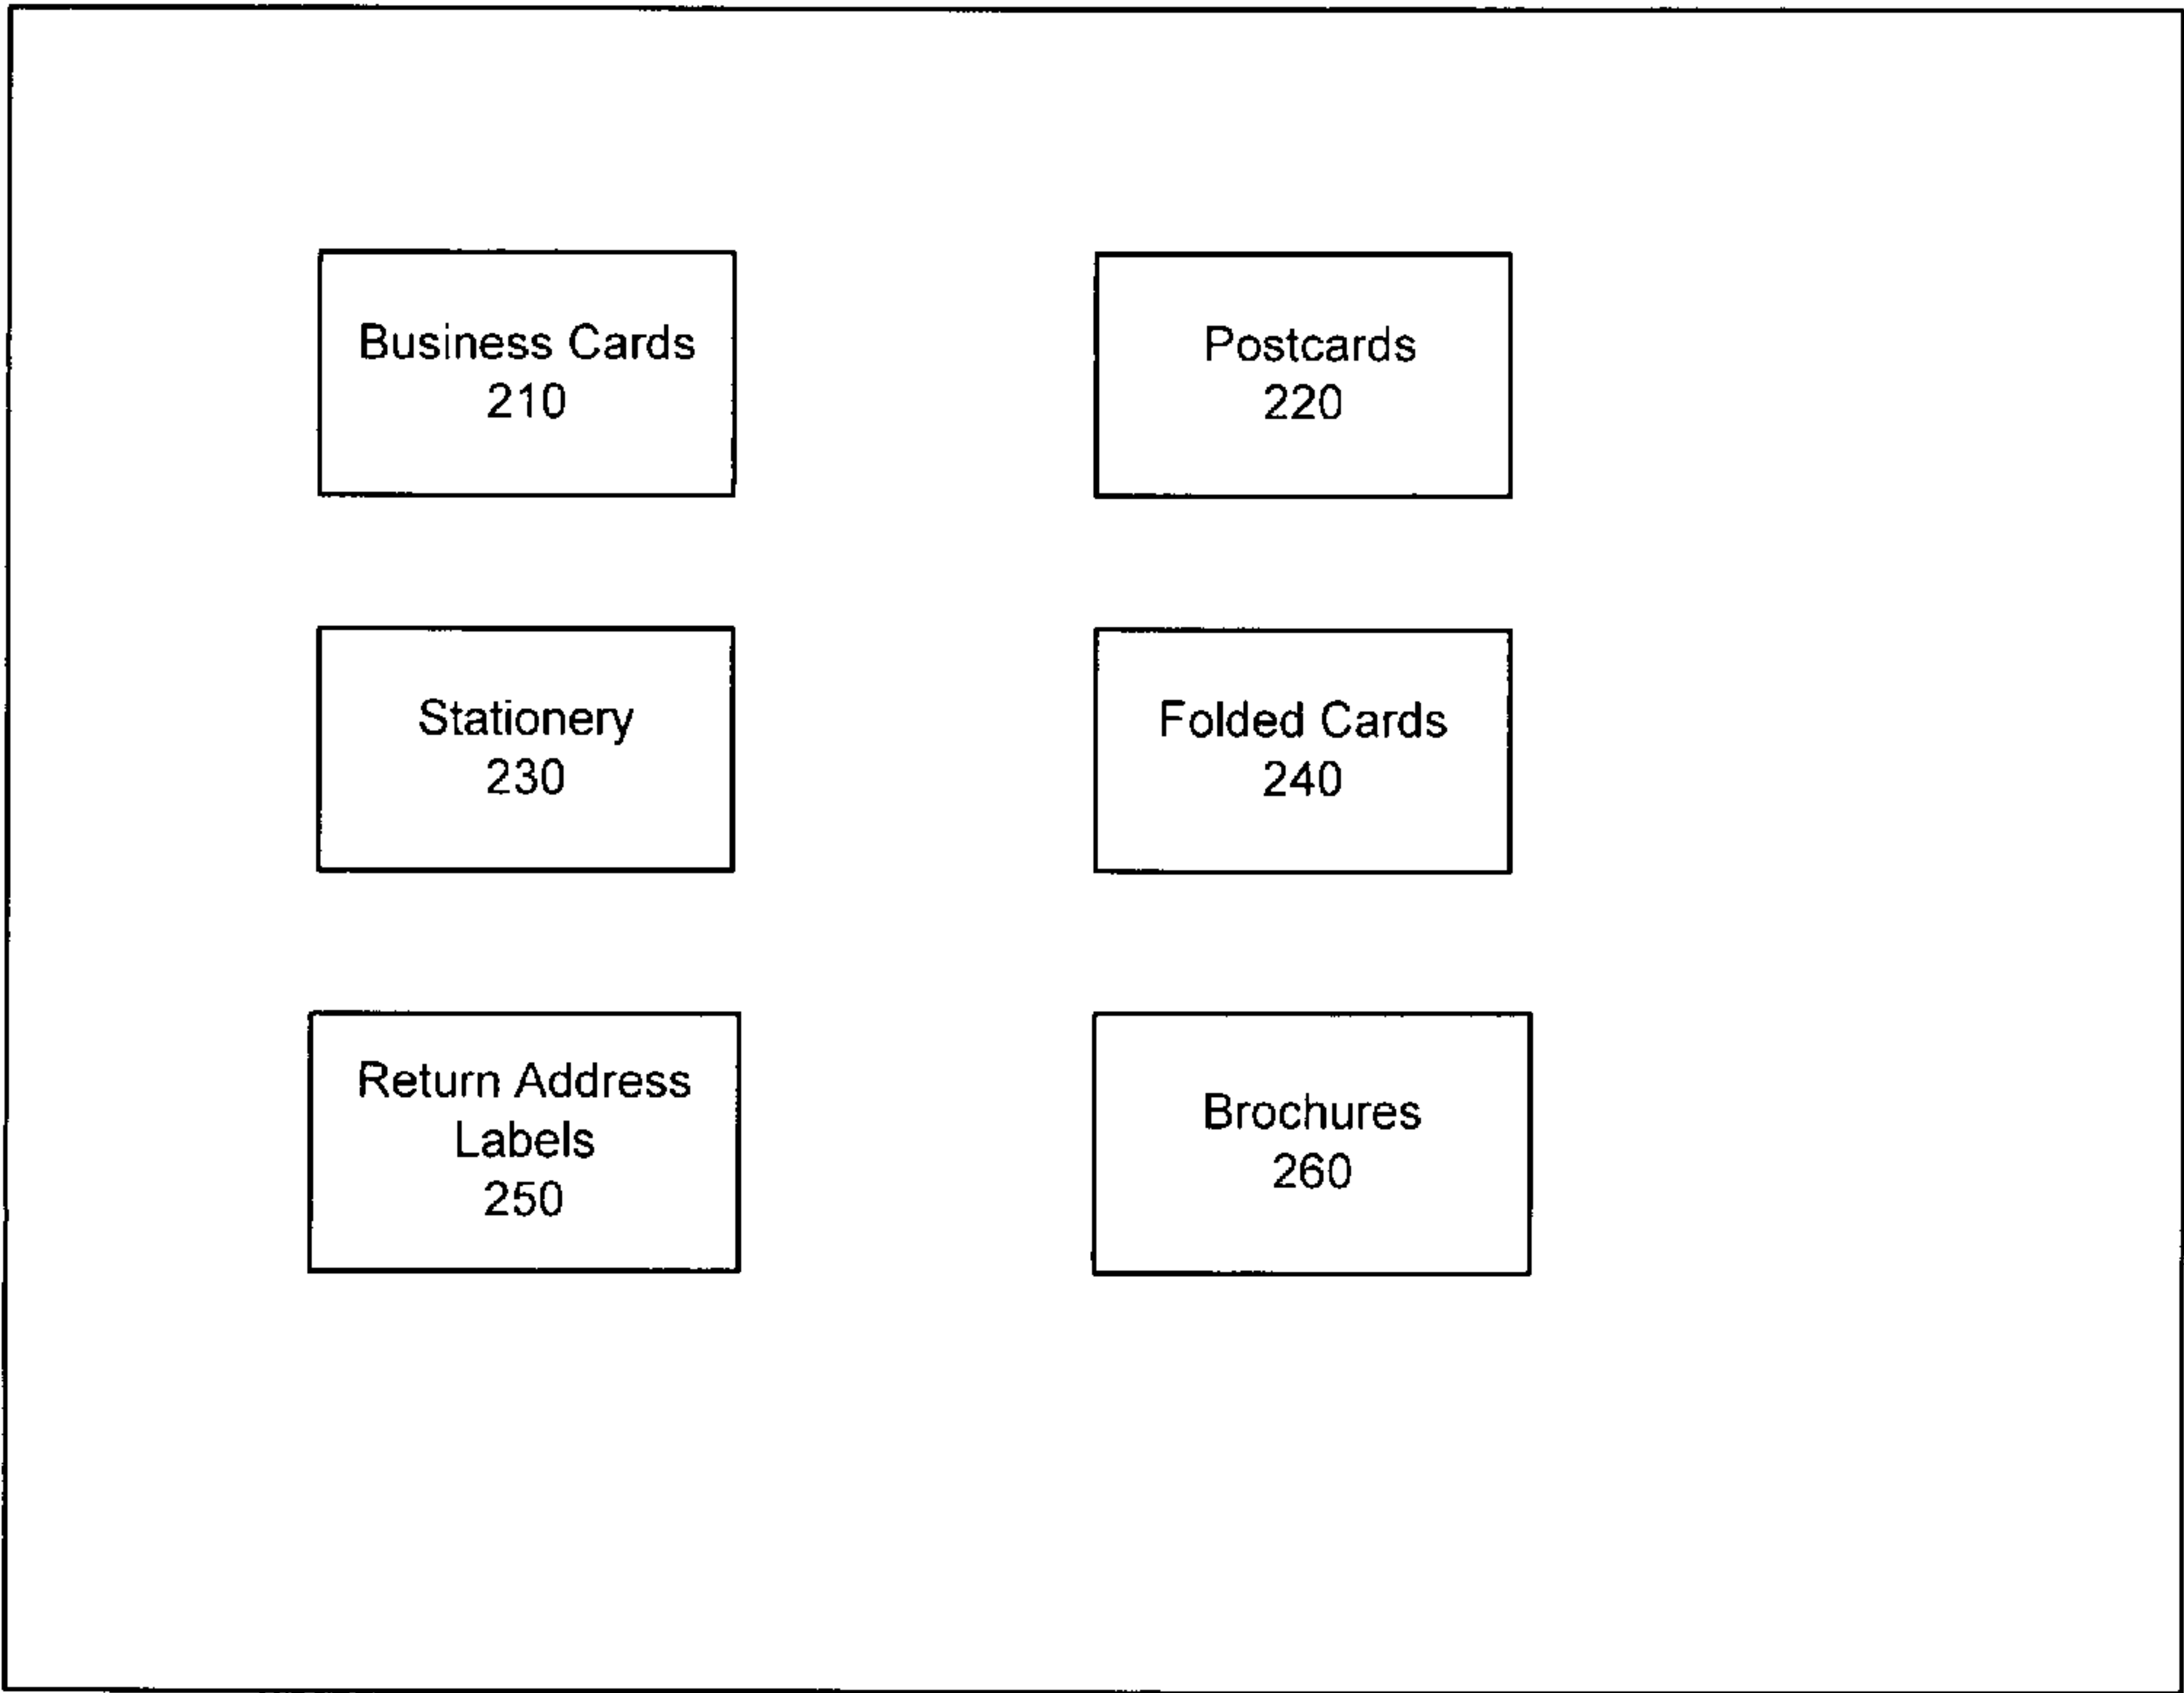 Business Cards
210
Postcards
220
Stationery
230
Folded Cards
240
Return Address
Labels
250
Brochures
260